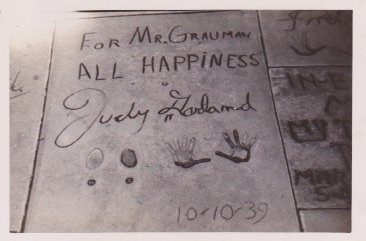 FOR MR. GRAUMAN
ALL HAPPINESS
Judy Garland
10-10-39